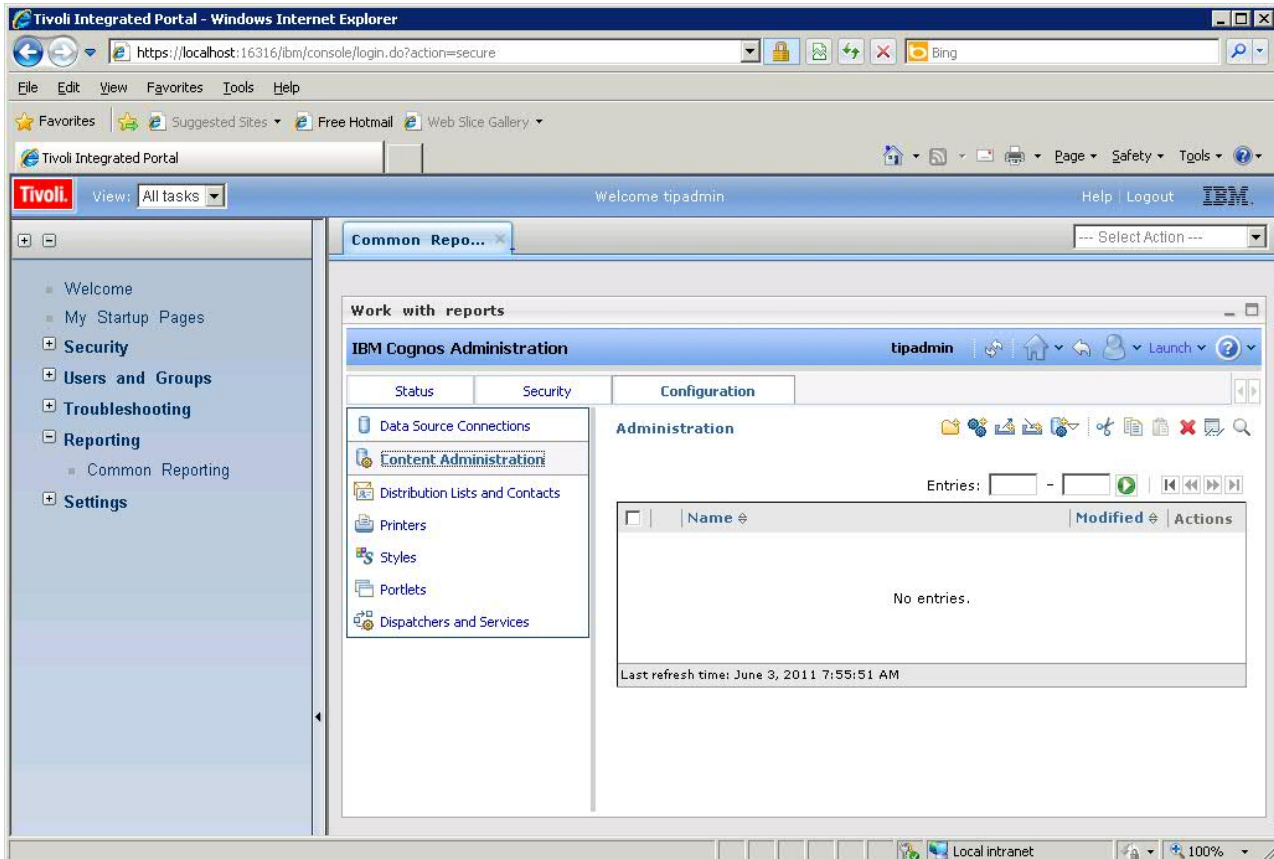 Tivoli Integrated Portal - Windows Internet Explorer
https://localhost:16316/ibm/console/login.do?action=secure
Bing
File Edit View Favorites Tools Help
Favorites Suggested Sites Free Hotmail Web Slice Gallery
Tivoli Integrated Portal
Page Safety Tools
Tivoli. View: All tasks Welcome tipadmin Help Logout IBM.
Common Repo... --- Select Action ---
Welcome
My Startup Pages
Security
Users and Groups
Troubleshooting
Reporting
Common Reporting
Settings
Work with reports
IBM Cognos Administration tipadmin Launch
Status Security Configuration
Data Source Connections
Content Administration
Distribution Lists and Contacts
Printers
Styles
Portlets
Dispatchers and Services
Administration
Entries: -
Name Modified Actions
No entries.
Last refresh time: June 3, 2011 7:55:51 AM
Local intranet 100%